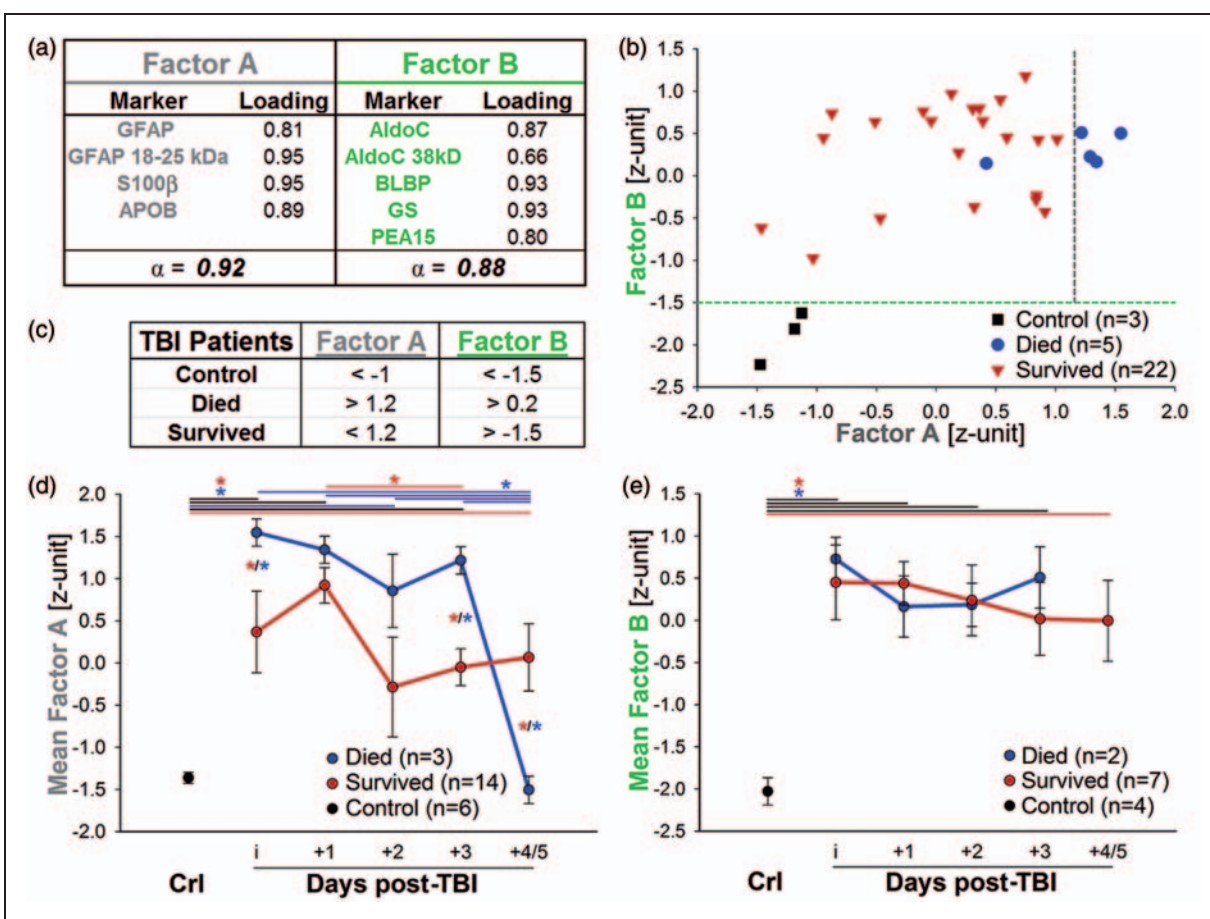 (a)
Factor A Factor B
Marker Loading Marker Loading
GFAP 0.81 AldoC 0.87
GFAP 18-25 kDa 0.95 AldoC 38kD 0.66
S100β 0.95 BLBP 0.93
APOB 0.89 GS 0.93
PEA15 0.80
α = 0.92 α = 0.88
(b)
Factor B [z-unit]
1.5
1.0
0.5
0.0
-0.5
-1.0
-1.5
-2.0
-2.5
Control (n=3)
Died (n=5)
Survived (n=22)
-2.0 -1.5 -1.0 -0.5 0.0 0.5 1.0 1.5 2.0
Factor A [z-unit]
(c)
TBI Patients Factor A Factor B
Control < -1 < -1.5
Died > 1.2 > 0.2
Survived < 1.2 > -1.5
(d)
Mean Factor A [z-unit]
2.0
1.5
1.0
0.5
0.0
-0.5
-1.0
-1.5
-2.0
* * *
*
*/*
*/*
*/*
Died (n=3)
Survived (n=14)
Control (n=6)
i +1 +2 +3 +4/5
Crl Days post-TBI
(e)
Mean Factor B [z-unit]
1.5
1.0
0.5
0.0
-0.5
-1.0
-1.5
-2.0
-2.5
*
*
Died (n=2)
Survived (n=7)
Control (n=4)
i +1 +2 +3 +4/5
Crl Days post-TBI